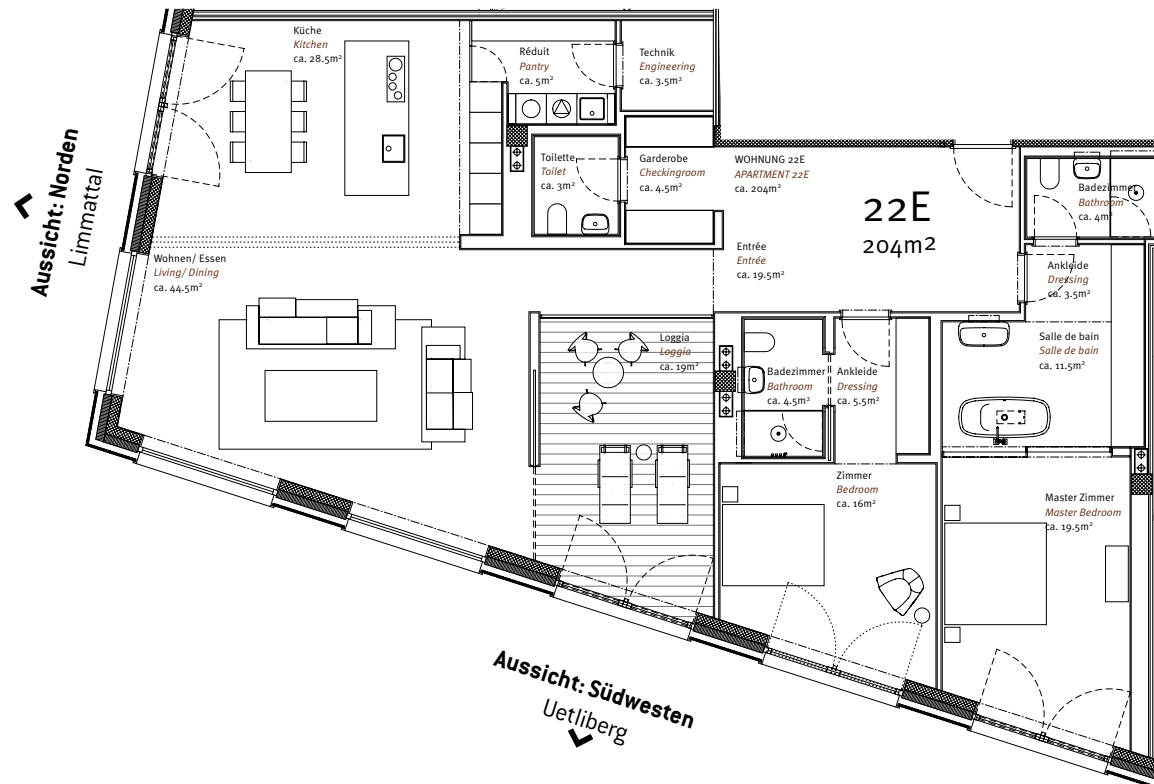 Küche
Kitchen
ca. 28.5m²
Réduit
Pantry
ca. 5m²
Technik
Engineering
ca. 3.5m²
Toilette
Toilet
ca. 3m²
Garderobe
Checkingroom
ca. 4.5m²
WOHNUNG 22E
APARTMENT 22E
ca. 204m²
22E
204m²
Badezimmer
Bathroom
ca. 4m²
Aussicht: Norden
Limmattal
Wohnen/ Essen
Living/ Dining
ca. 44.5m²
Entrée
Entrée
ca. 19.5m²
Ankleide
Dressing
ca. 3.5m²
Loggia
Loggia
ca. 19m²
Badezimmer
Bathroom
ca. 4.5m²
Ankleide
Dressing
ca. 5.5m²
Salle de bain
Salle de bain
ca. 11.5m²
Zimmer
Bedroom
ca. 16m²
Master Zimmer
Master Bedroom
ca. 19.5m²
Aussicht: Südwesten
Uetliberg